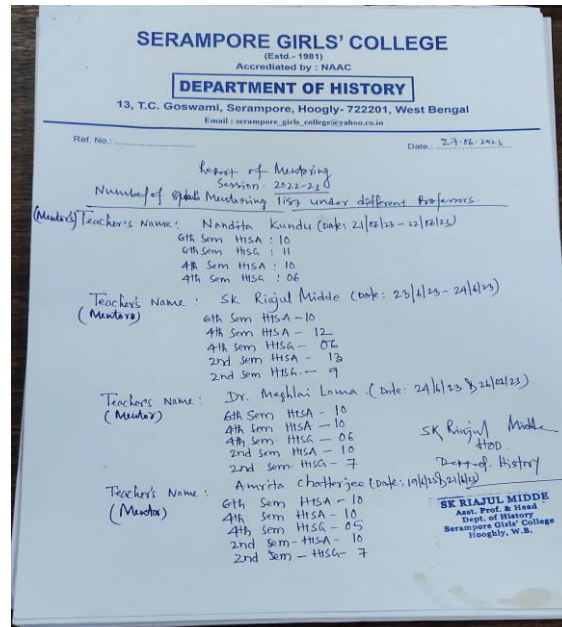 SERAMPORE GIRLS' COLLEGE
(Estd.- 1981)
Accrediated by : NAAC
DEPARTMENT OF HISTORY
13, T.C. Goswami, Serampore, Hoogly- 722201, West Bengal
Email : serampore_girls_college@yahoo.co.in
Ref. No.:
Date.: 27.06.2023
Report of Mentoring
Session. 2022-23
Number of Mentoring list under different Professors.
(Mentors) Teacher's Name: Nandita Kundu (Date: 21/02/23 - 22/02/23)
6th Sem HISA : 10
6th Sem HISG : 11
4th Sem HISA : 10
4th Sem HISG : 06
Teacher's Name : SK Riajul Midde (Date: 23/6/23 - 24/6/23)
(Mentors)
6th Sem HISA - 10
4th Sem HISA - 12
4th Sem HISG - 06
2nd Sem HISA - 13
2nd Sem HISG - 9
Teacher's Name: Dr. Meghlai Lama. (Date: 24/6/23 & 26/02/23)
(Mentor)
6th Sem HISA - 10
4th Sem HISA - 10
4th Sem HISG - 06
2nd Sem HISA - 10
2nd Sem HISG - 7
SK Riajul Midde
HOD.
Dept. of. History
Teacher's Name : Amrita Chatterjee (Date: & 21/6/23)
(Mentor)
6th Sem HISA - 10
4th Sem HISA - 10
4th Sem HISG - 05
2nd Sem - HISA - 10
2nd Sem - HISG - 7
SK RIAJUL MIDDE
Asst. Prof. & Head
Dept. of History
Serampore Girls' College
Hooghly, W.B.